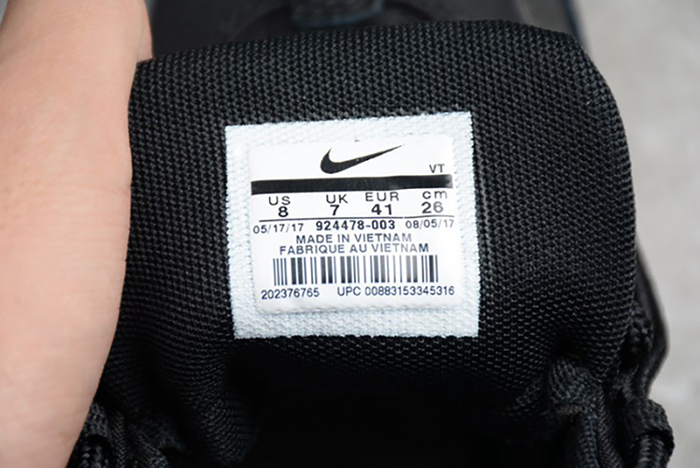 VT
US UK EUR cm
8 7 41 26
05/17/17 924478-003 08/05/17
MADE IN VIETNAM
FABRIQUE AU VIETNAM
202376765 UPC 00883153345316